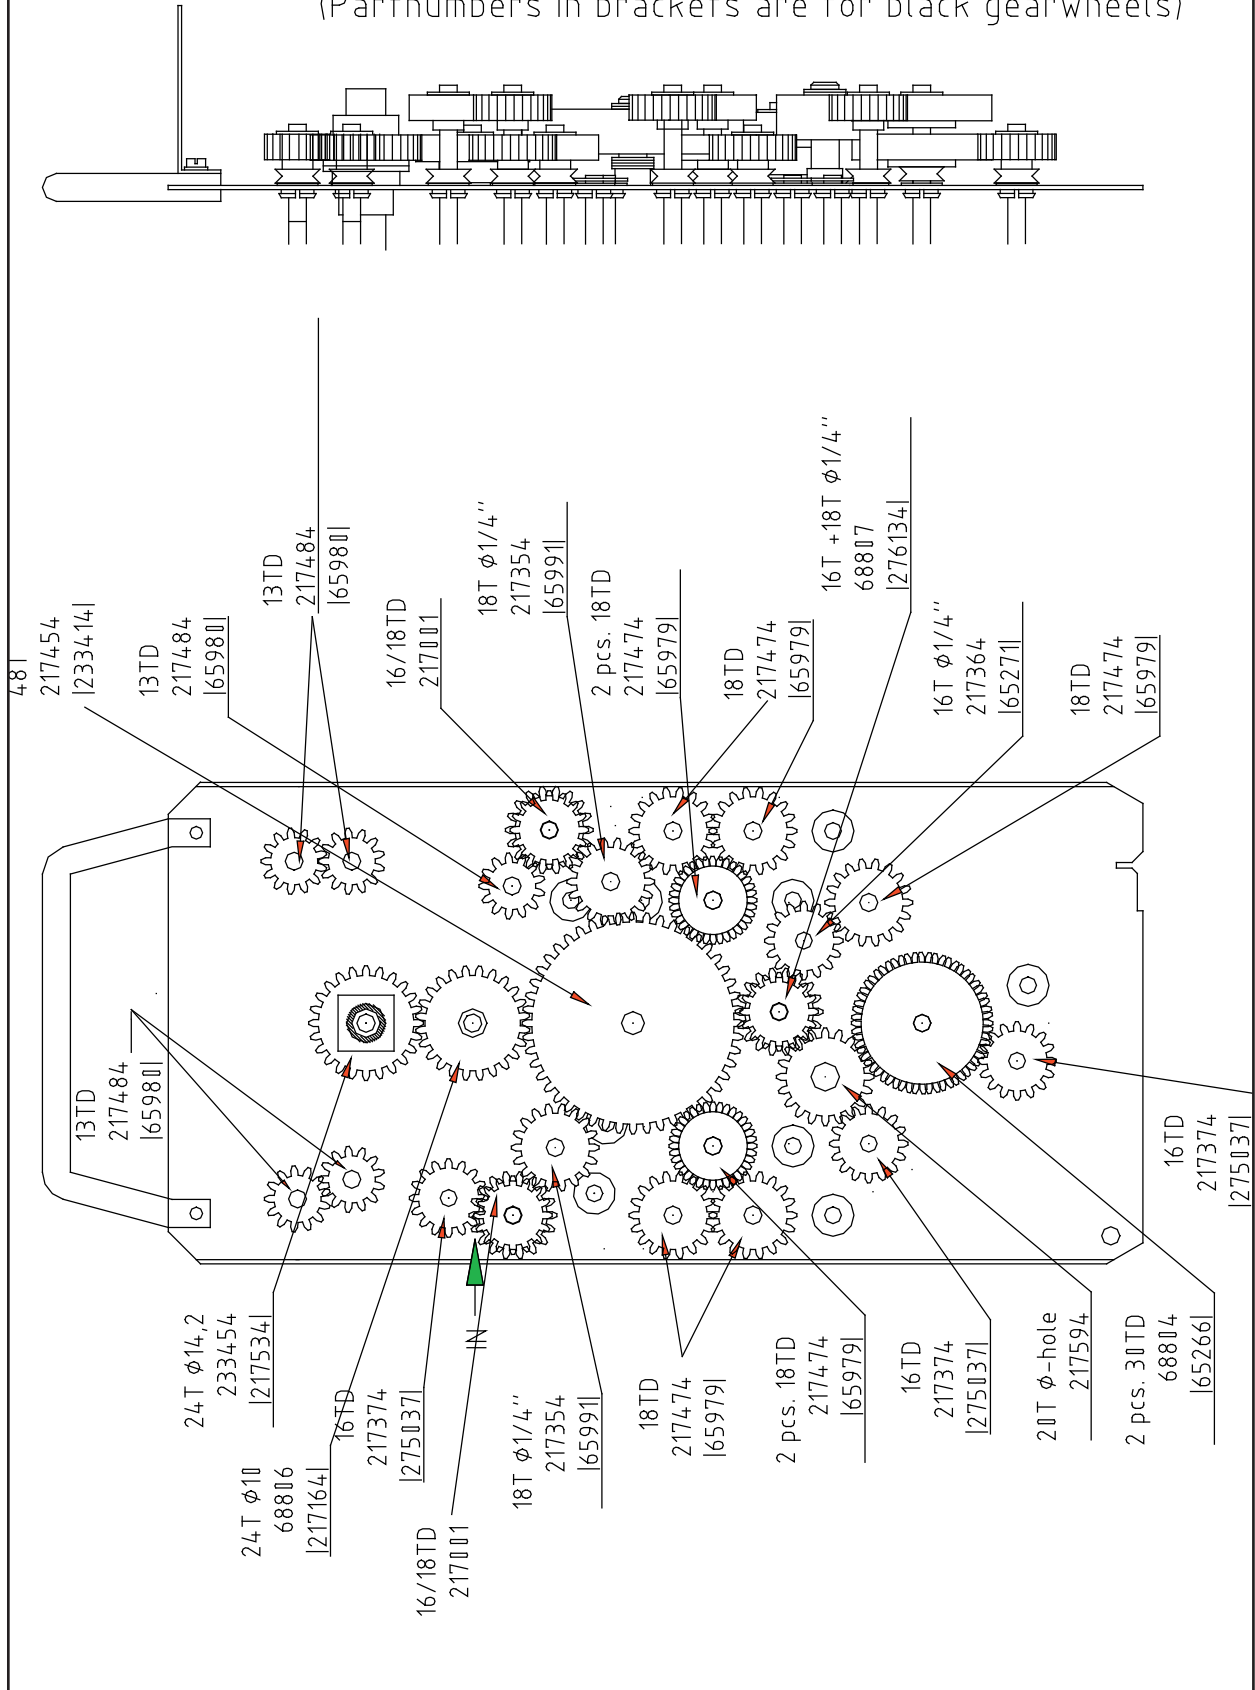 (Partnumbers in brackets are for black gearwheels)
48T
217454
|233414|
13TD
217484
|65980|
13TD
217484
|65980|
16/18TD
217001
18T ϕ1/4"
217354
|65991|
2 pcs. 18TD
217474
|65979|
18TD
217474
|65979|
16T +18T ϕ1/4"
68807
|276134|
16T ϕ1/4"
217364
|65271|
18TD
217474
|65979|
13TD
217484
|65980|
24T ϕ14,2
233454
|217534|
24T ϕ10
68806
|217164|
16TD
217374
|275037|
16/18TD
217001
IN
18T ϕ1/4"
217354
|65991|
18TD
217474
|65979|
2 pcs. 18TD
217474
|65979|
16TD
217374
|275037|
20T ϕ-hole
217594
2 pcs. 30TD
68804
|65266|
16TD
217374
|275037|